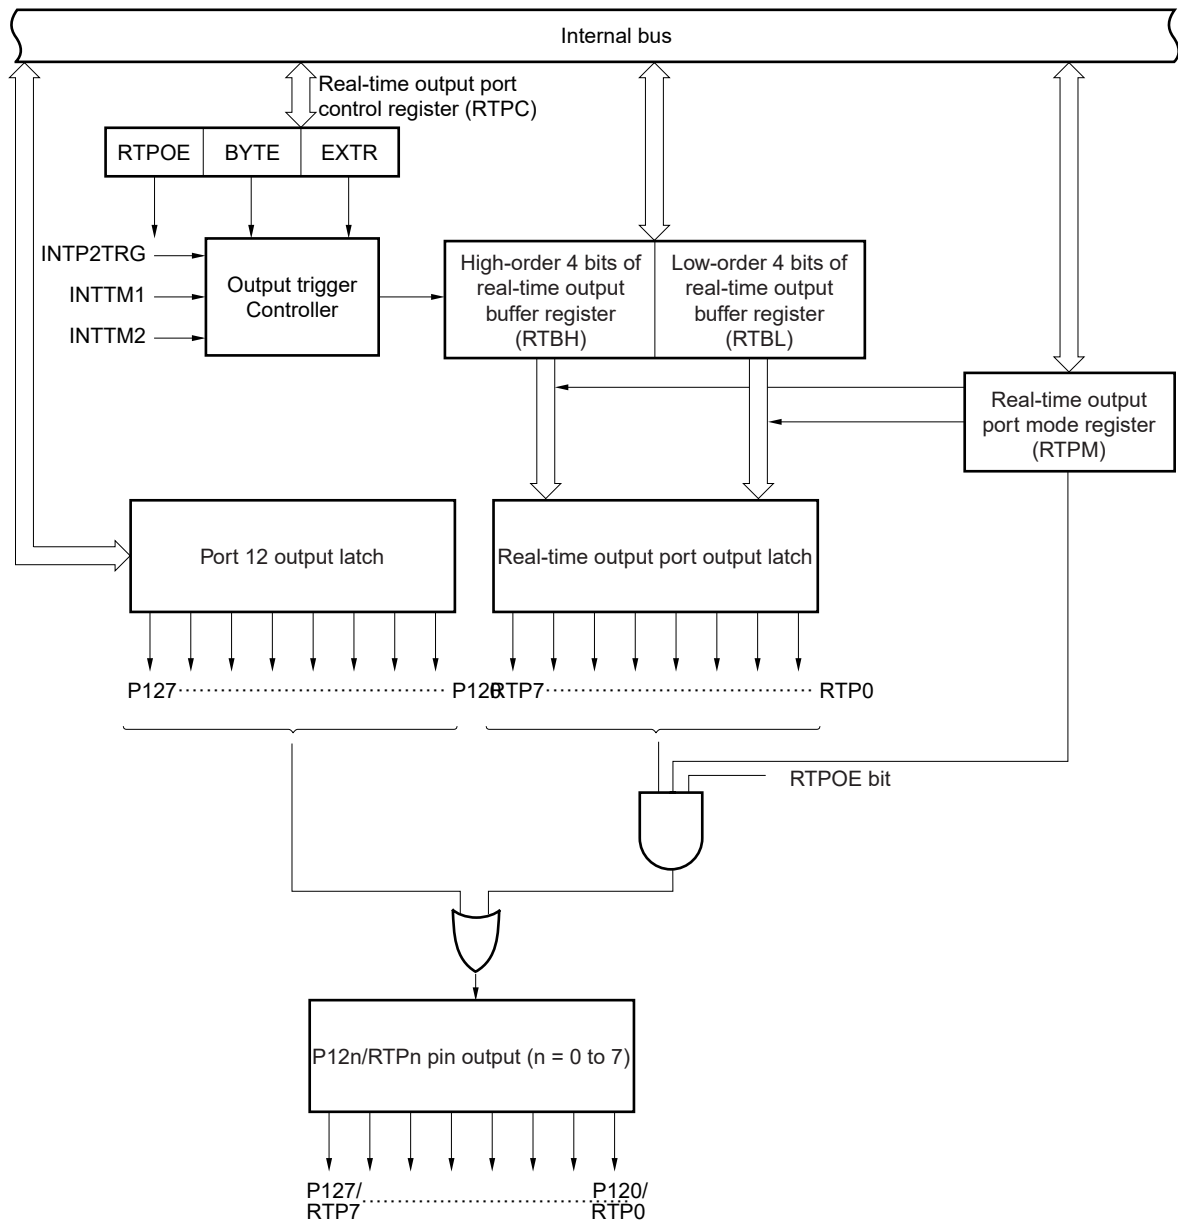 Internal bus
Real-time output port
control register (RTPC)
RTPOE
BYTE
EXTR
INTP2TRG
INTTM1
INTTM2
Output trigger
Controller
High-order 4 bits of
real-time output
buffer register
(RTBH)
Low-order 4 bits of
real-time output
buffer register
(RTBL)
Real-time output
port mode register
(RTPM)
Port 12 output latch
Real-time output port output latch
P127
P120
RTP7
RTP0
RTPOE bit
P12n/RTPn pin output (n = 0 to 7)
P127/
RTP7
P120/
RTP0